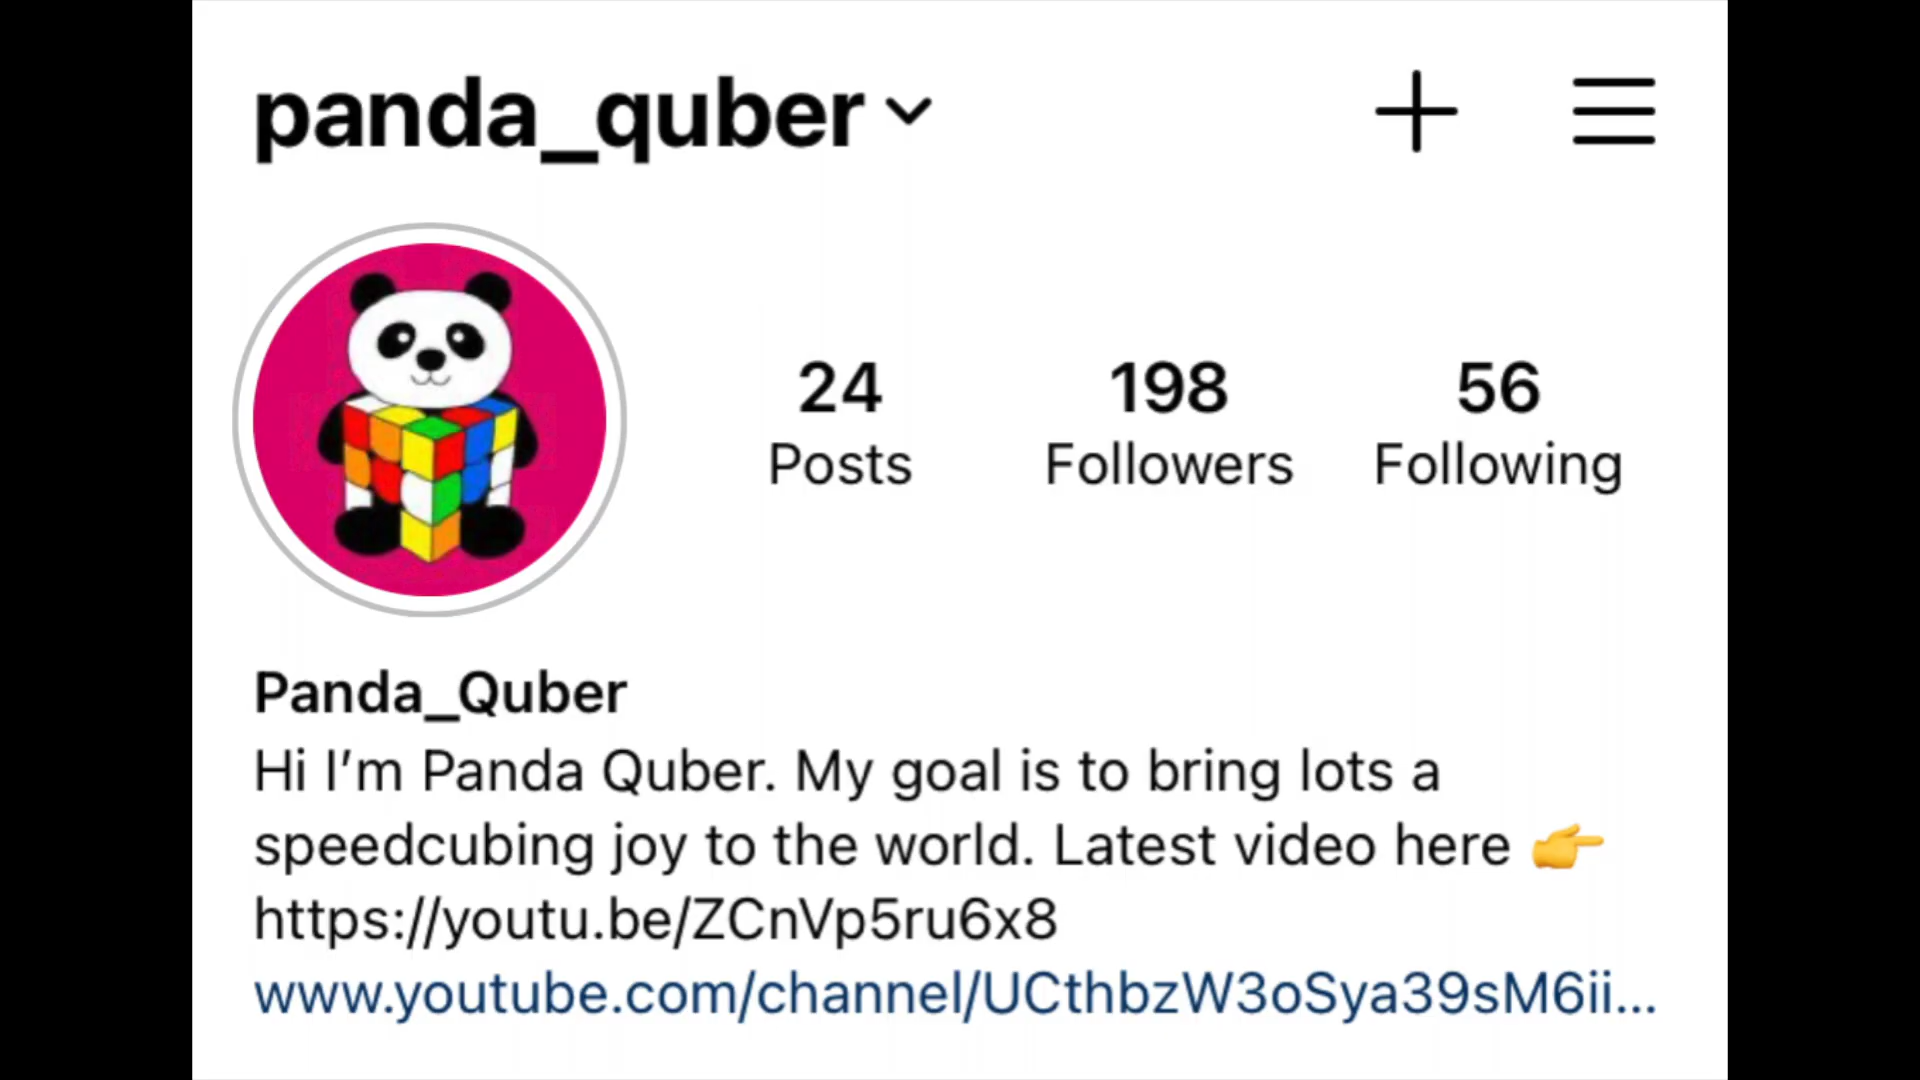 panda_quber
24 198 56
Posts Followers Following
Panda_Quber
Hi I’m Panda Quber. My goal is to bring lots a
speedcubing joy to the world. Latest video here 👉
https://youtu.be/ZCnVp5ru6x8
www.youtube.com/channel/UCthbzW3oSya39sM6ii...